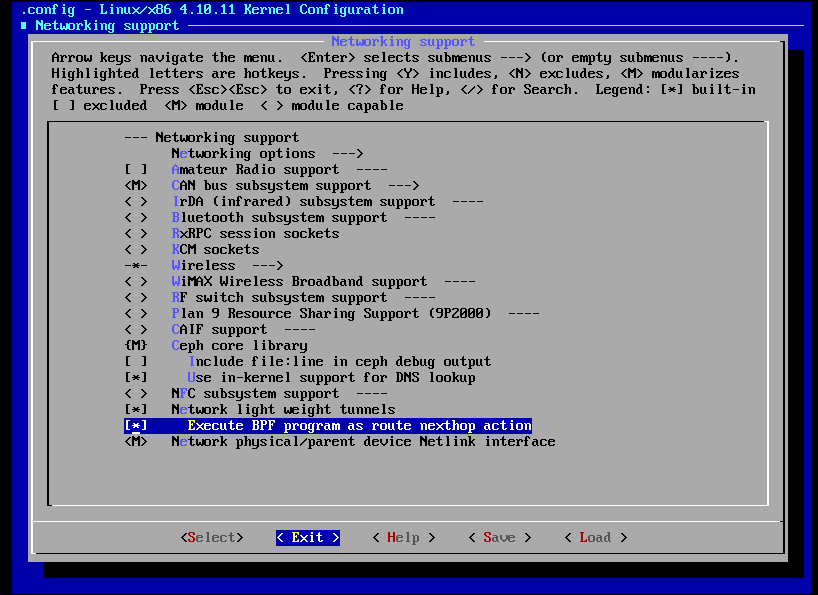 .config - Linux/x86 4.10.11 Kernel Configuration
Networking support
Networking support
Arrow keys navigate the menu.  <Enter> selects submenus ---> (or empty submenus ----).
Highlighted letters are hotkeys.  Pressing <Y> includes, <N> excludes, <M> modularizes
features.  Press <Esc><Esc> to exit, <?> for Help, </> for Search.  Legend: [*] built-in
[ ] excluded  <M> module  < > module capable
--- Networking support
Networking options  --->
[ ]   Amateur Radio support  ----
<M>   CAN bus subsystem support  --->
< >   IrDA (infrared) subsystem support  ----
< >   Bluetooth subsystem support  ----
< >   RxRPC session sockets
< >   KCM sockets
-*-   Wireless  --->
< >   WiMAX Wireless Broadband support  ----
< >   RF switch subsystem support  ----
< >   Plan 9 Resource Sharing Support (9P2000)  ----
< >   CAIF support  ----
{M}   Ceph core library
[ ]     Include file:line in ceph debug output
[*]     Use in-kernel support for DNS lookup
< >   NFC subsystem support  ----
[*]   Network light weight tunnels
[*]     Execute BPF program as route nexthop action
<M>   Network physical/parent device Netlink interface
<Select>    < Exit >    < Help >    < Save >    < Load >